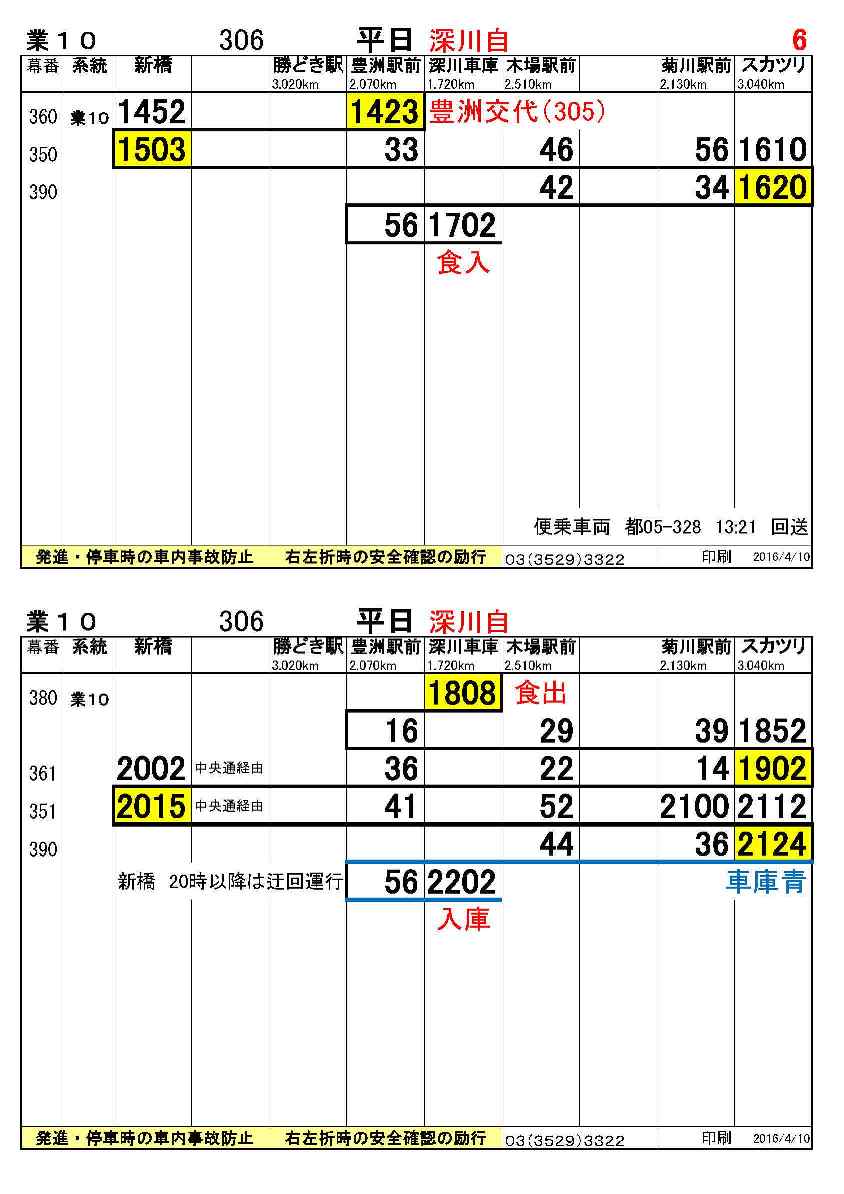 業１０ 306 平日 深川自 6
幕番 系統 新橋 勝どき駅 豊洲駅前 深川車庫 木場駅前 菊川駅前 スカツリ
3.020km 2.070km 1.720km 2.510km 2.130km 3.040km
360 業10 1452 1423 豊洲交代(305)
350 1503 33 46 56 1610
390 42 34 1620
56 1702
食入
便乗車両 都05-328 13:21 回送
発進・停車時の車内事故防止 右左折時の安全確認の励行 03(3529)3322 印刷 2016/4/10
業１０ 306 平日 深川自
幕番 系統 新橋 勝どき駅 豊洲駅前 深川車庫 木場駅前 菊川駅前 スカツリ
3.020km 2.070km 1.720km 2.510km 2.130km 3.040km
380 業10 1808 食出
16 29 39 1852
361 2002 中央通経由 36 22 14 1902
351 2015 中央通経由 41 52 2100 2112
390 44 36 2124
新橋 20時以降は迂回運行 56 2202 車庫青
入庫
発進・停車時の車内事故防止 右左折時の安全確認の励行 03(3529)3322 印刷 2016/4/10